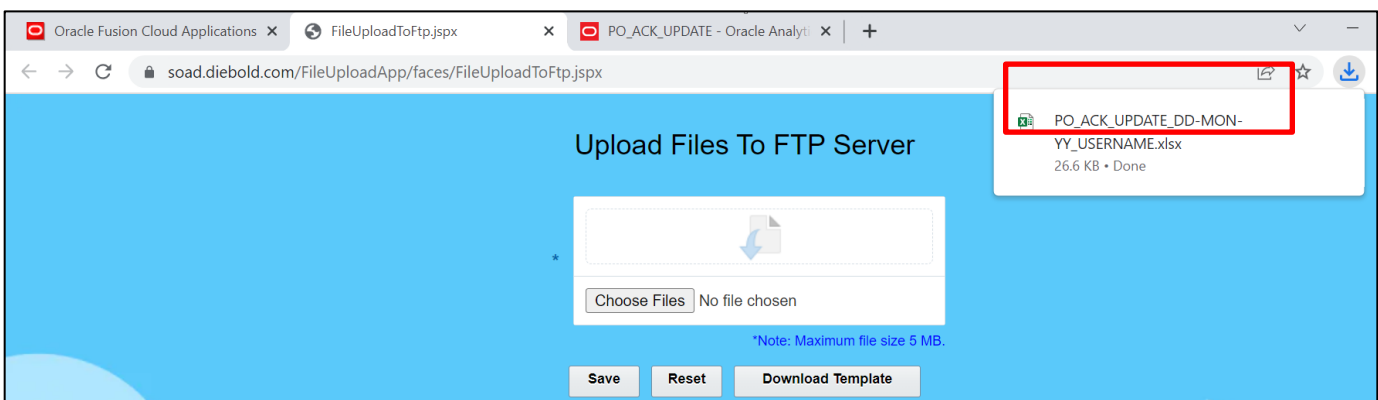 Oracle Fusion Cloud Applications
FileUploadToFtp.jspx
PO_ACK_UPDATE - Oracle Analyti
soad.diebold.com/FileUploadApp/faces/FileUploadToFtp.jspx
PO_ACK_UPDATE_DD-MON-
YY_USERNAME.xlsx
26.6 KB • Done
Upload Files To FTP Server
*
Choose Files No file chosen
*Note: Maximum file size 5 MB.
Save Reset Download Template